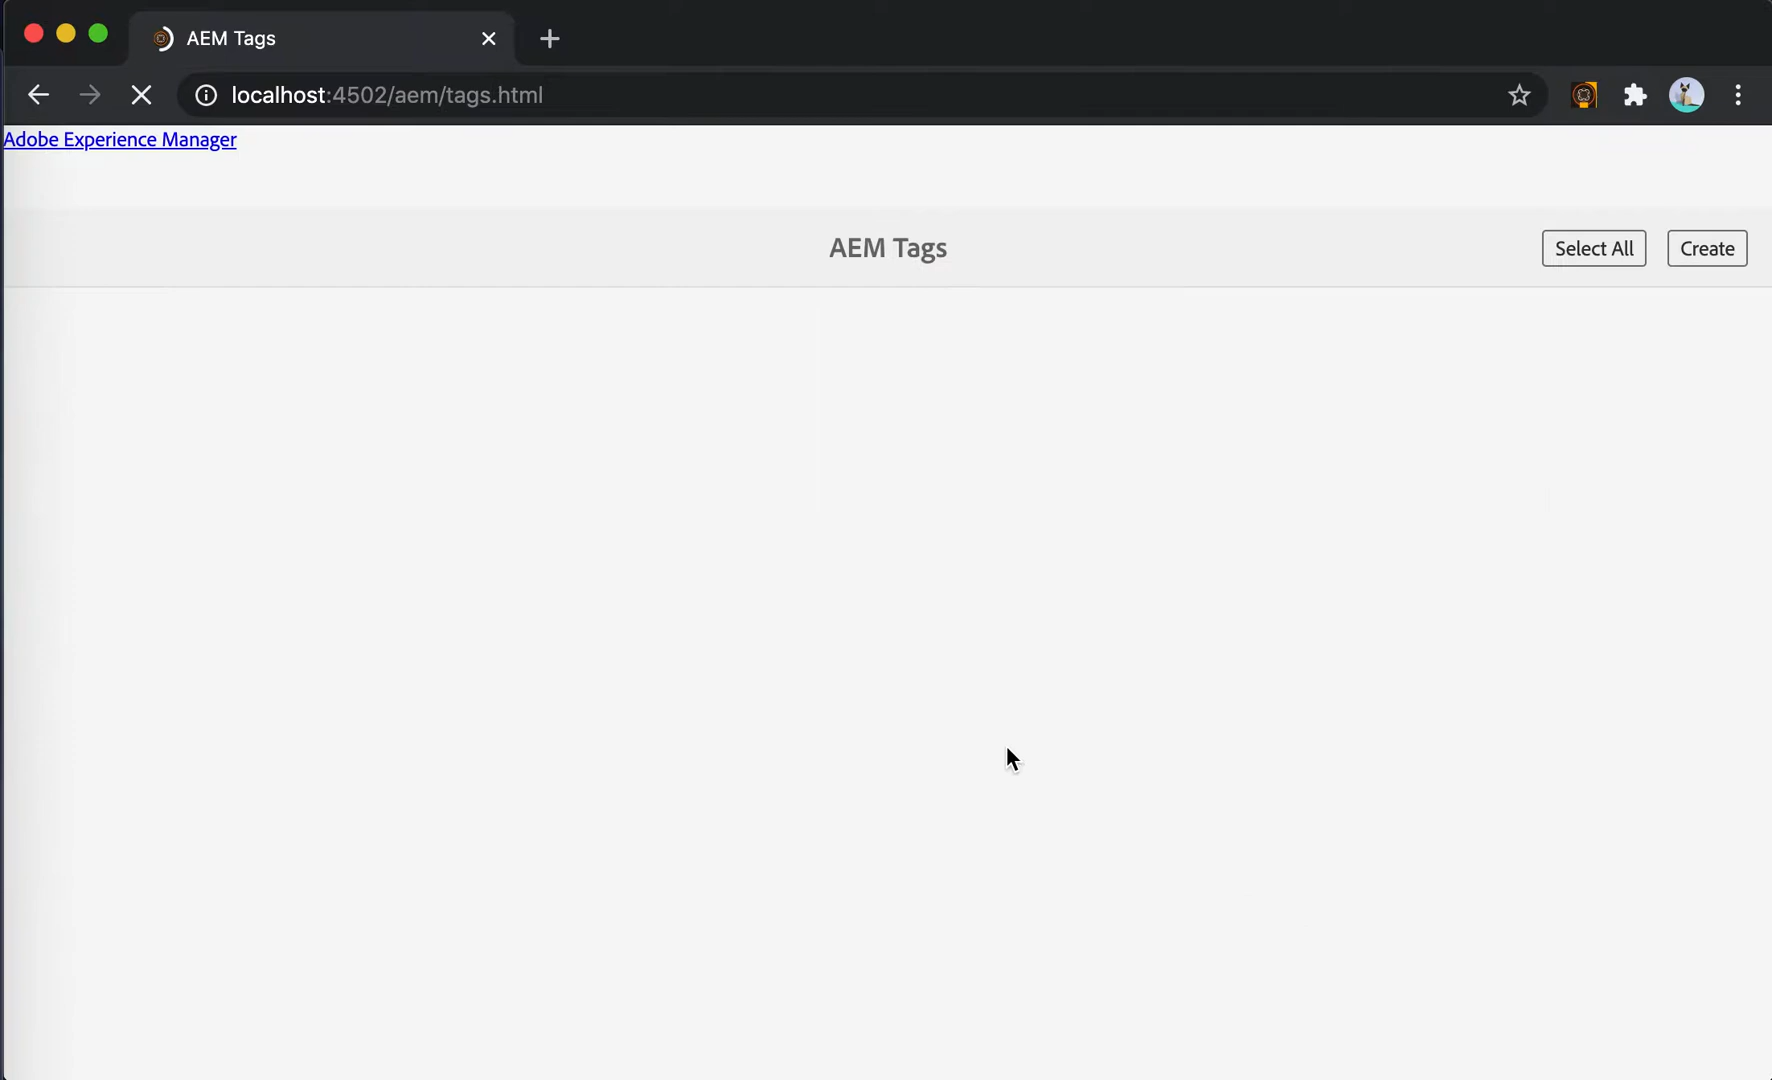 AEM Tags
localhost:4502/aem/tags.html
Adobe Experience Manager
AEM Tags
Select All
Create